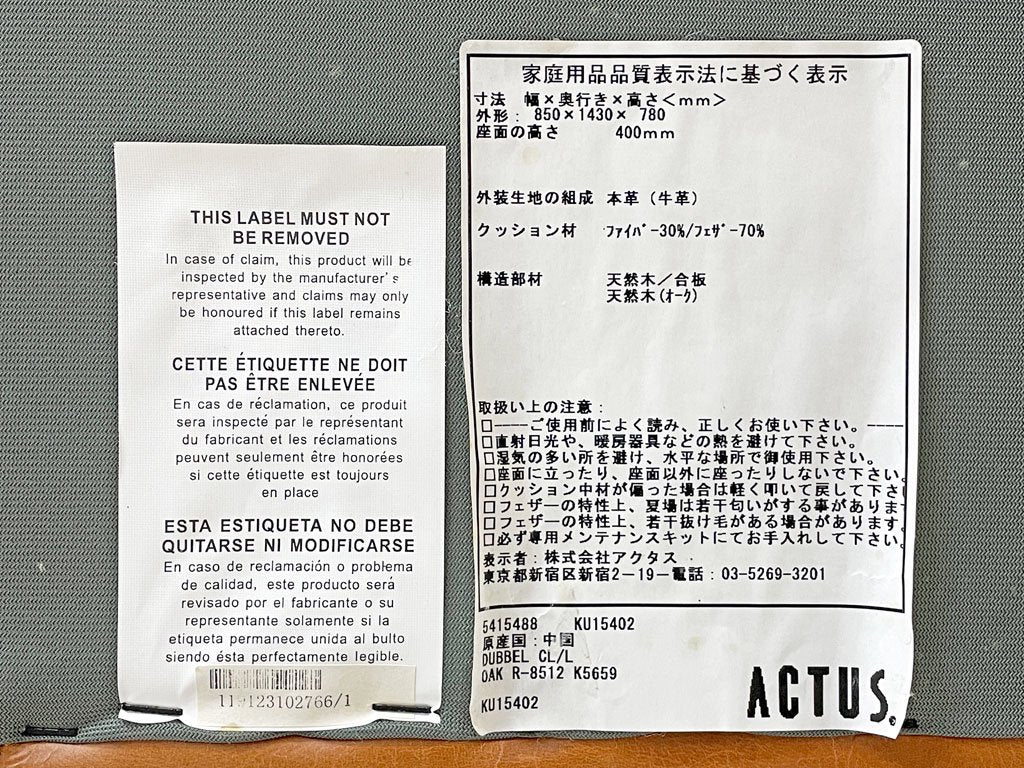 THIS LABEL MUST NOT
BE REMOVED
In case of claim, this product will be
inspected by the manufacturer's
representative and claims may only
be honoured if this label remains
attached thereto.
CETTE ÉTIQUETTE NE DOIT
PAS ÊTRE ENLEVÉE
En cas de réclamation, ce produit
sera inspecté par le représentant
du fabricant et les réclamations
peuvent seulement être honorées
si cette étiquette est toujours
en place
ESTA ESTIQUETA NO DEBE
QUITARSE NI MODIFICARSE
En caso de reclamación o problema
de calidad, este producto será
revisado por el fabricante o su
representante solamente si la
etiqueta permanece unida al bulto
siendo ésta perfectamente legible.
家庭用品品質表示法に基づく表示
寸法 幅×奥行き×高さ<mm>
外形: 850×1430× 780
座面の高さ 400mm
外装生地の組成 本革(牛革)
クッション材 ファイバー30%/フェザー70%
構造部材 天然木/合板
天然木(オーク)
取扱い上の注意:
□----ご使用前によく読み、正しくお使い下さい。----
□直射日光や、暖房器具などの熱を避けて下さい。
□湿気の多い所を避け、水平な場所で御使用下さい。
□座面に立ったり、座面以外に座ったりしないで下さい。
□クッション中材が偏った場合は軽く叩いて戻して下さい
□フェザーの特性上、夏場は若干匂いがする事がありま
□フェザーの特性上、若干抜け毛がある場合があります。
□必ず専用メンテナンスキットにてお手入れして下さい。
表示者:株式会社アクタス
東京都新宿区新宿2-19-電話:03-5269-3201
5415488 KU15402
原産国:中国
DUBBEL CL/L
OAK R-8512 K5659
KU15402
ACTUS